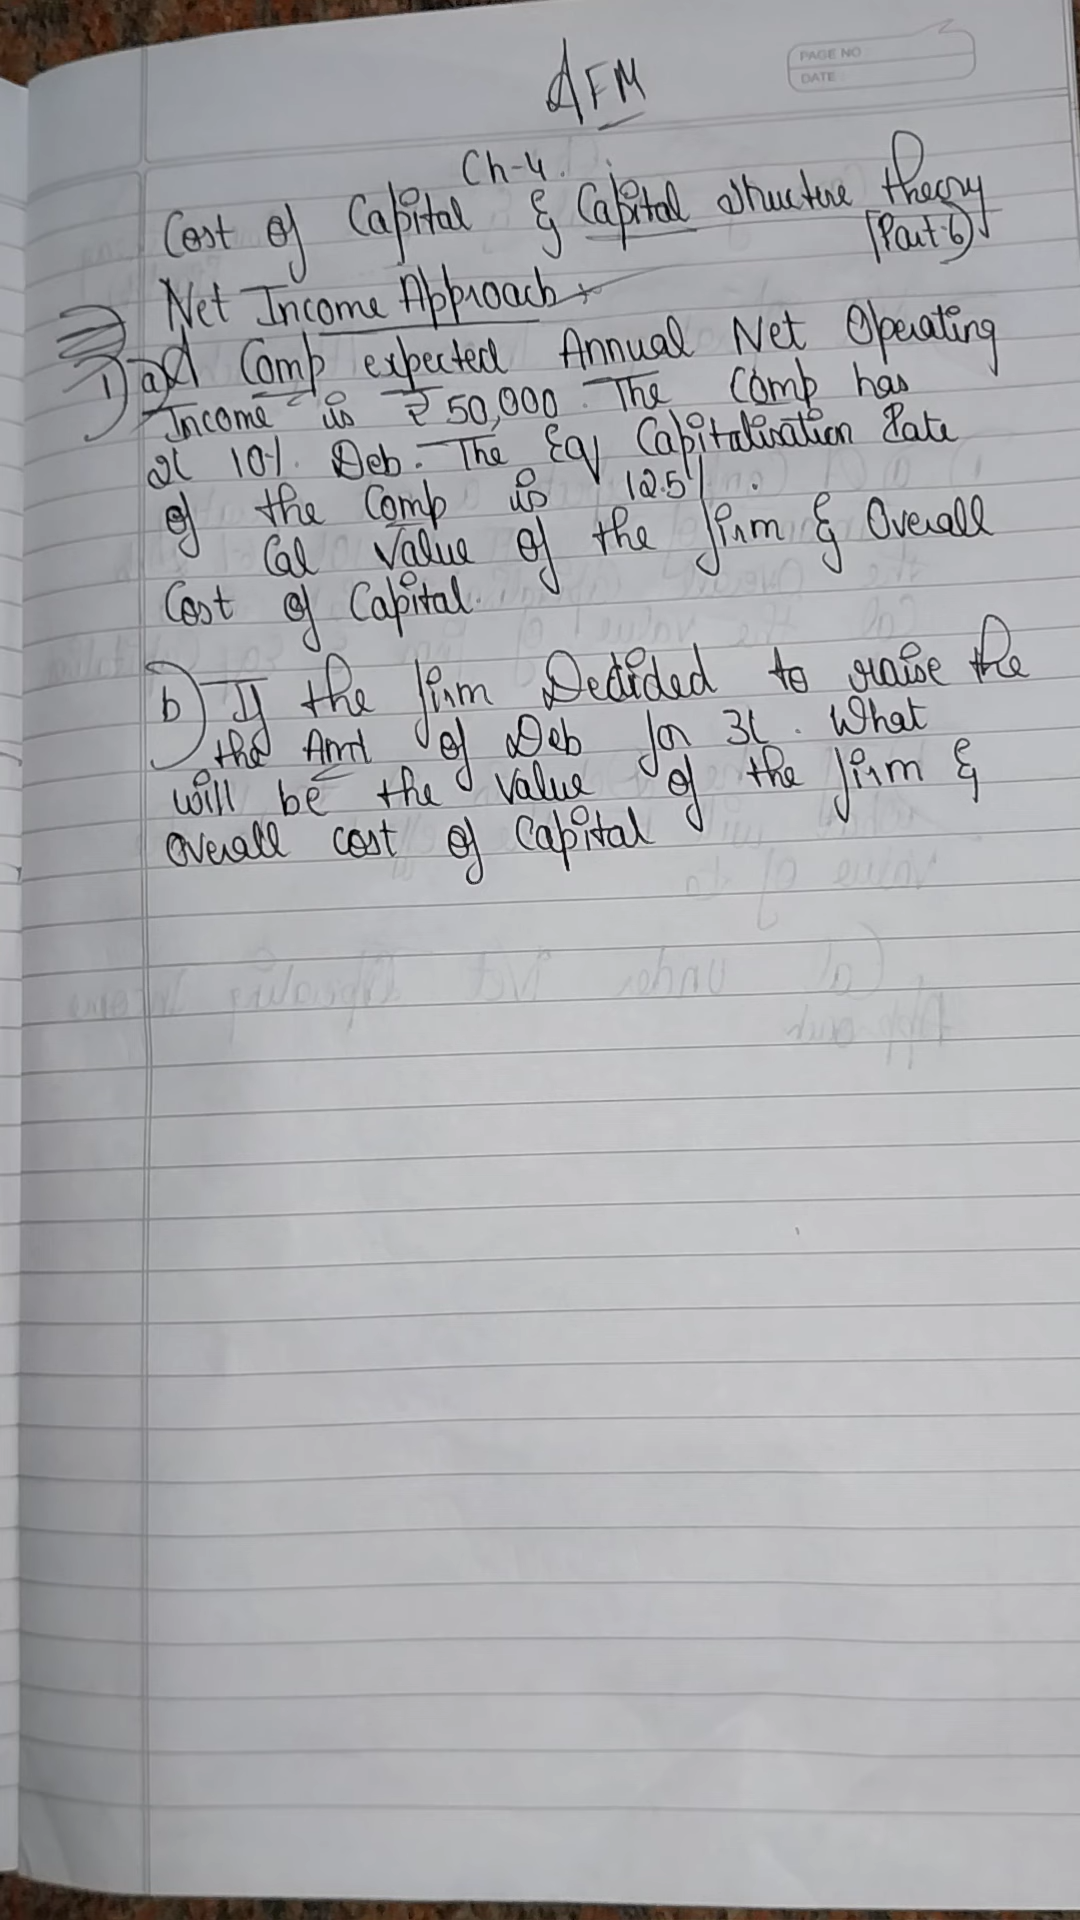 PAGE NO
DATE
AFM
Ch-4.
Cost of Capital & Capital structure theory
(Part-6)
Net Income Approach
1) a) A Comp expected Annual Net Operating
Income is ₹50,000. The Comp has
2L 10% Deb. The Eq Capitalization Rate
of the Comp is 12.5%.
Cal Value of the firm & Overall
Cost of Capital.
b) If the firm Decided to raise the
the Amt of Deb for 3L. What
will be the value of the firm &
overall cost of Capital